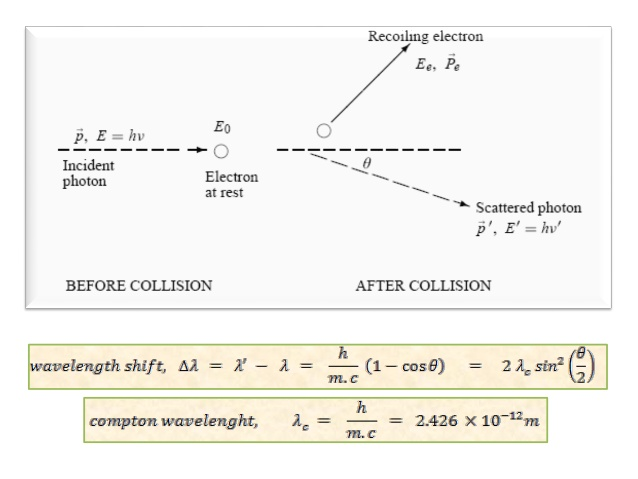 Recoiling electron
Ee, P⃗e
E0
p⃗, E = hν
Incident photon
Electron at rest
θ
Scattered photon
p⃗′, E′ = hν′
BEFORE COLLISION
AFTER COLLISION
wavelength shift, Δλ = λ′ − λ = h/m.c (1 − cosθ) = 2 λc sin²(θ/2)
compton wavelenght, λc = h/m.c = 2.426 × 10⁻¹²m